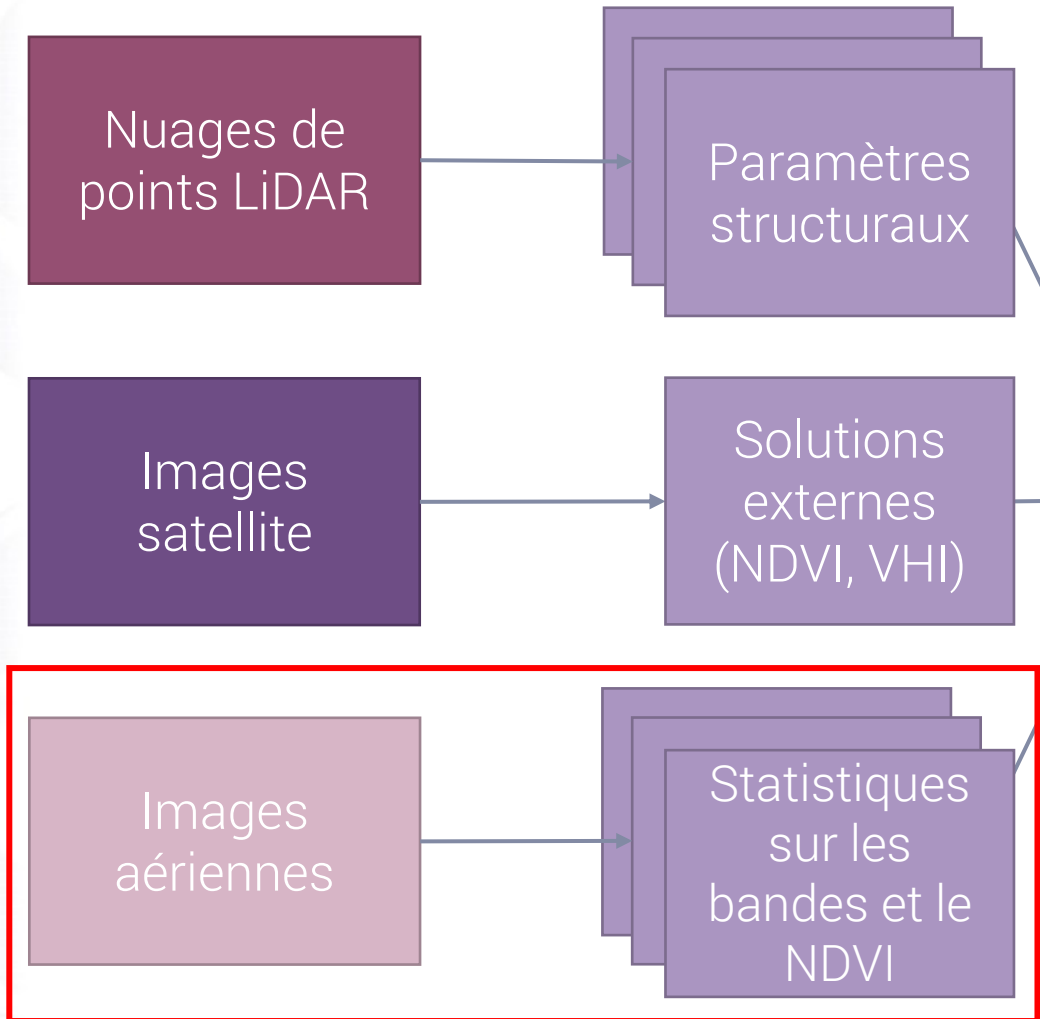 Nuages de
points LiDAR
Paramètres
structuraux
Images
satellite
Solutions
externes
(NDVI, VHI)
Images
aériennes
Statistiques
sur les
bandes et le
NDVI